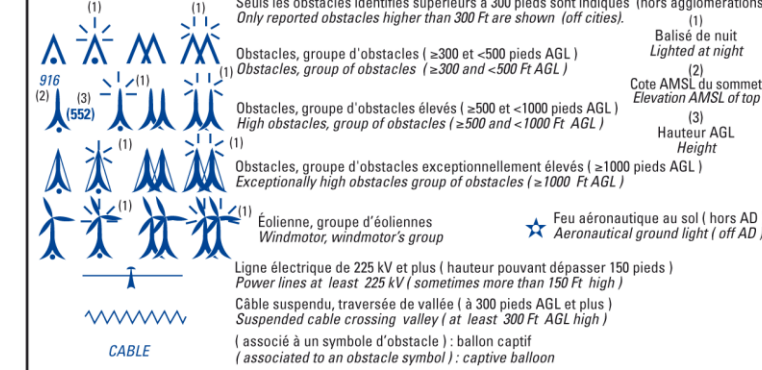 Seuls les obstacles identifiés supérieurs à 300 pieds sont indiqués (hors agglomérations
Only reported obstacles higher than 300 Ft are shown (off cities).
(1) (1)
(1)
Balisé de nuit
Lighted at night
Obstacles, groupe d'obstacles ( ≥300 et <500 pieds AGL )
Obstacles, group of obstacles ( ≥300 and <500 Ft AGL )
(2)
Cote AMSL du sommet
Elevation AMSL of top
916
(2) (3) (1) (1)
(552)
Obstacles, groupe d'obstacles élevés ( ≥500 et <1000 pieds AGL )
High obstacles, group of obstacles ( ≥500 and <1000 Ft AGL )
(3)
Hauteur AGL
Height
(1) (1)
Obstacles, groupe d'obstacles exceptionnellement élevés ( ≥1000 pieds AGL )
Exceptionally high obstacles group of obstacles ( ≥1000 Ft AGL )
(1) (1)
Éolienne, groupe d'éoliennes
Windmotor, windmotor's group
Feu aéronautique au sol ( hors AD
Aeronautical ground light ( off AD )
Ligne électrique de 225 kV et plus ( hauteur pouvant dépasser 150 pieds )
Power lines at least 225 kV ( sometimes more than 150 Ft high )
Câble suspendu, traversée de vallée ( à 300 pieds AGL et plus )
Suspended cable crossing valley ( at least 300 Ft AGL high )
CABLE
( associé à un symbole d'obstacle ) : ballon captif
( associated to an obstacle symbol ) : captive balloon